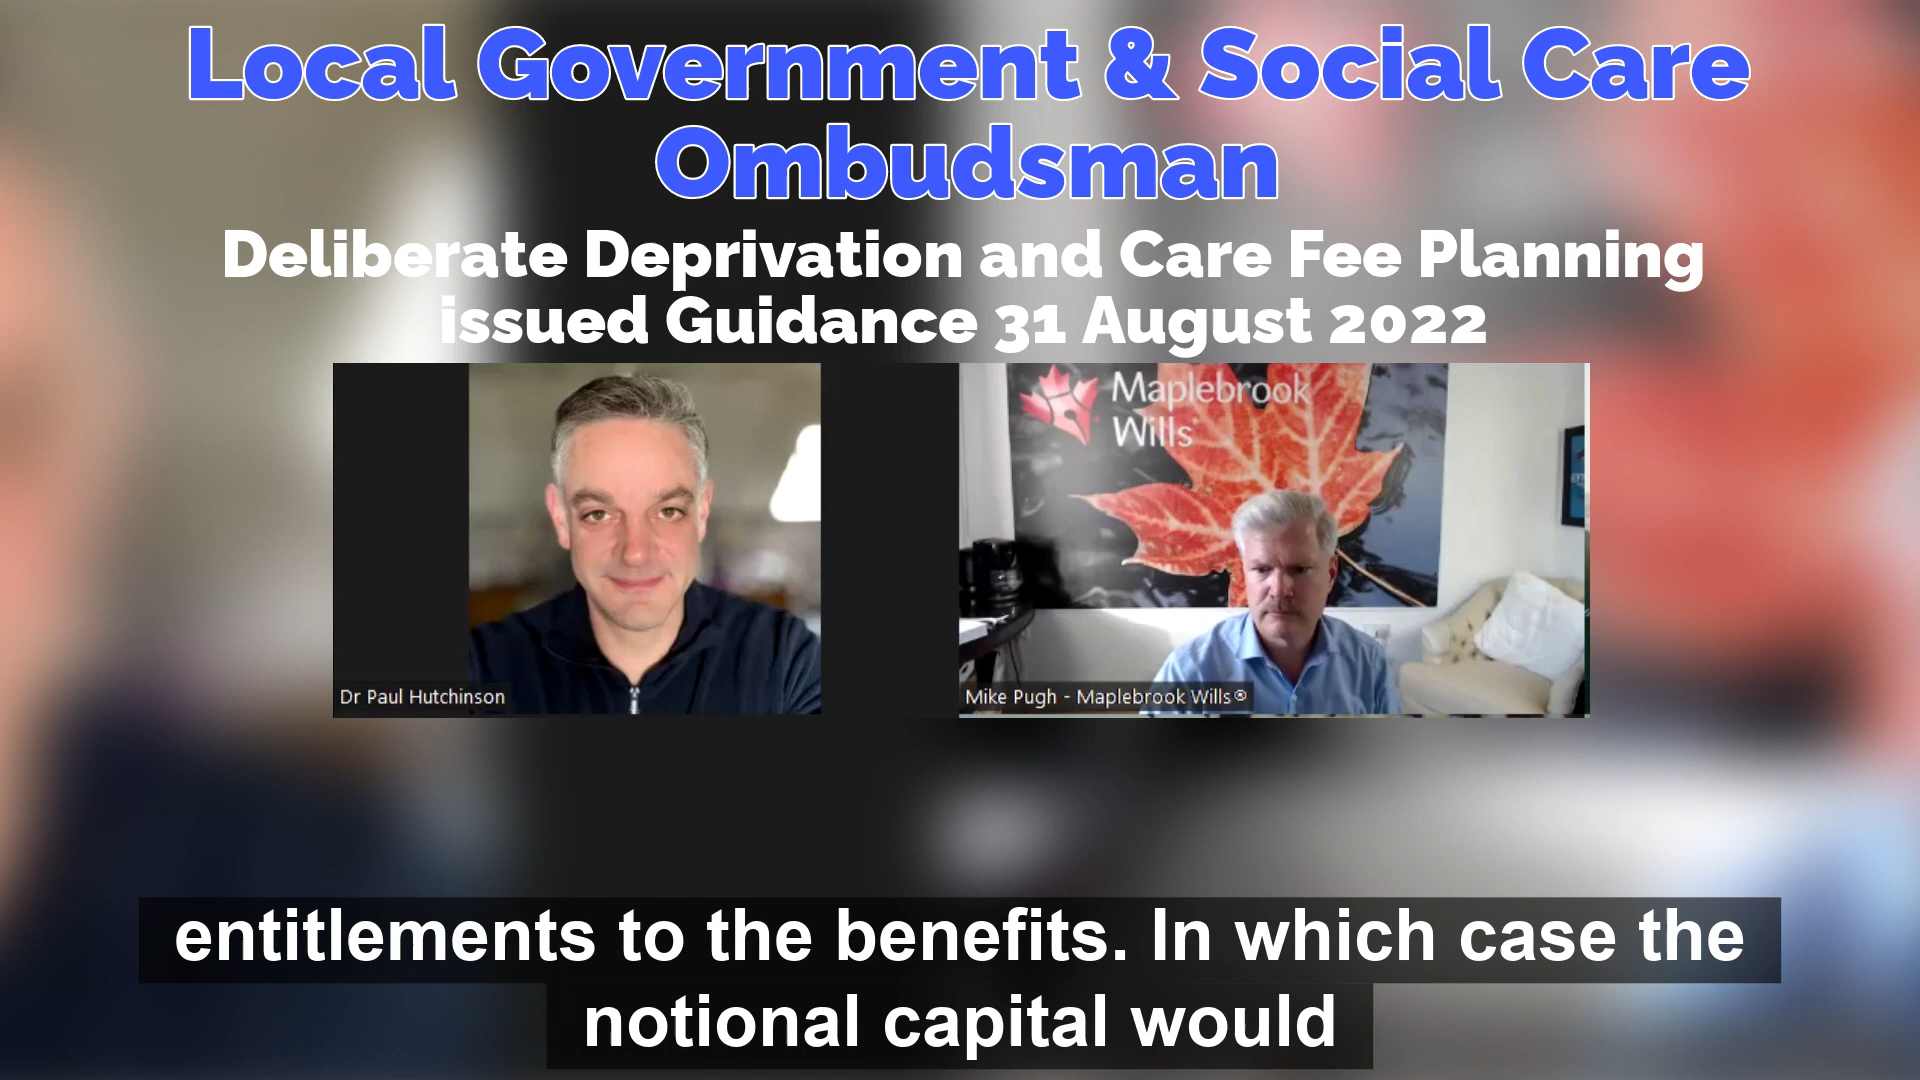 Local Government & Social Care
Ombudsman
Deliberate Deprivation and Care Fee Planning
issued Guidance 31 August 2022
Maplebrook
Wills
Dr Paul Hutchinson
Mike Pugh - Maplebrook Wills®
entitlements to the benefits. In which case the
notional capital would